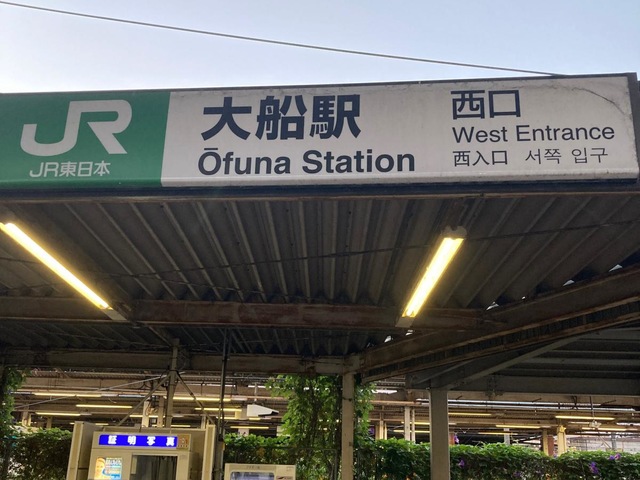 JR
JR東日本
大船駅
Ōfuna Station
西口
West Entrance
西入口 서쪽 입구
証明写真